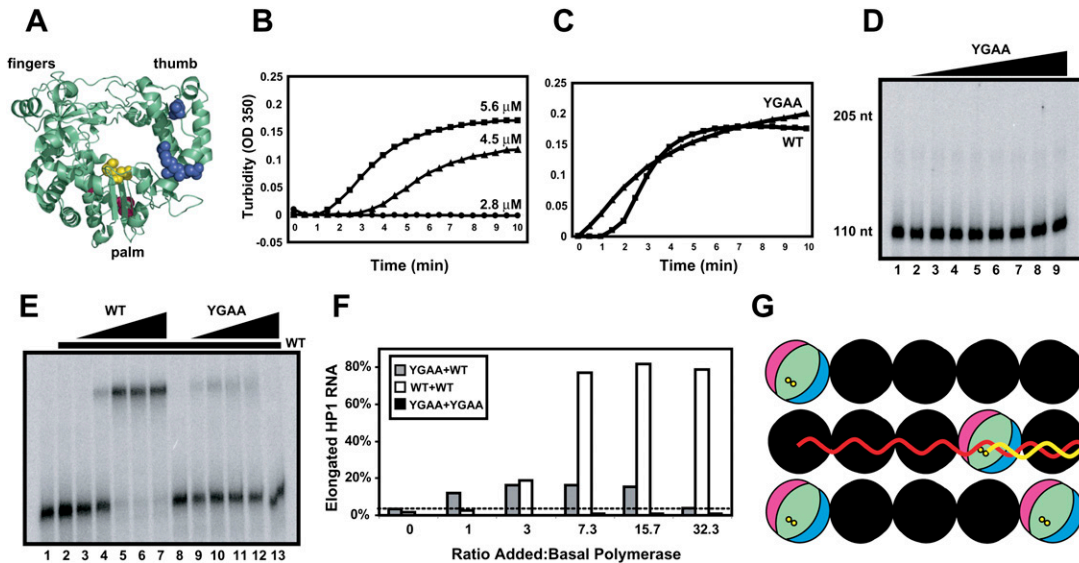 A
fingers
thumb
palm
B
Turbidity (OD 350)
0.25
0.2
0.15
0.1
0.05
0
-0.05
5.6 μM
4.5 μM
2.8 μM
0 1 2 3 4 5 6 7 8 9 10
Time (min)
C
0.25
0.2
0.15
0.1
0.05
0
YGAA
WT
0 1 2 3 4 5 6 7 8 9 10
Time (min)
D
YGAA
205 nt
110 nt
1 2 3 4 5 6 7 8 9
E
WT
YGAA
WT
1 2 3 4 5 6 7 8 9 10 11 12 13
F
Elongated HP1 RNA
80%
60%
40%
20%
0%
YGAA+WT
WT+WT
YGAA+YGAA
0 1 3 7.3 15.7 32.3
Ratio Added:Basal Polymerase
G